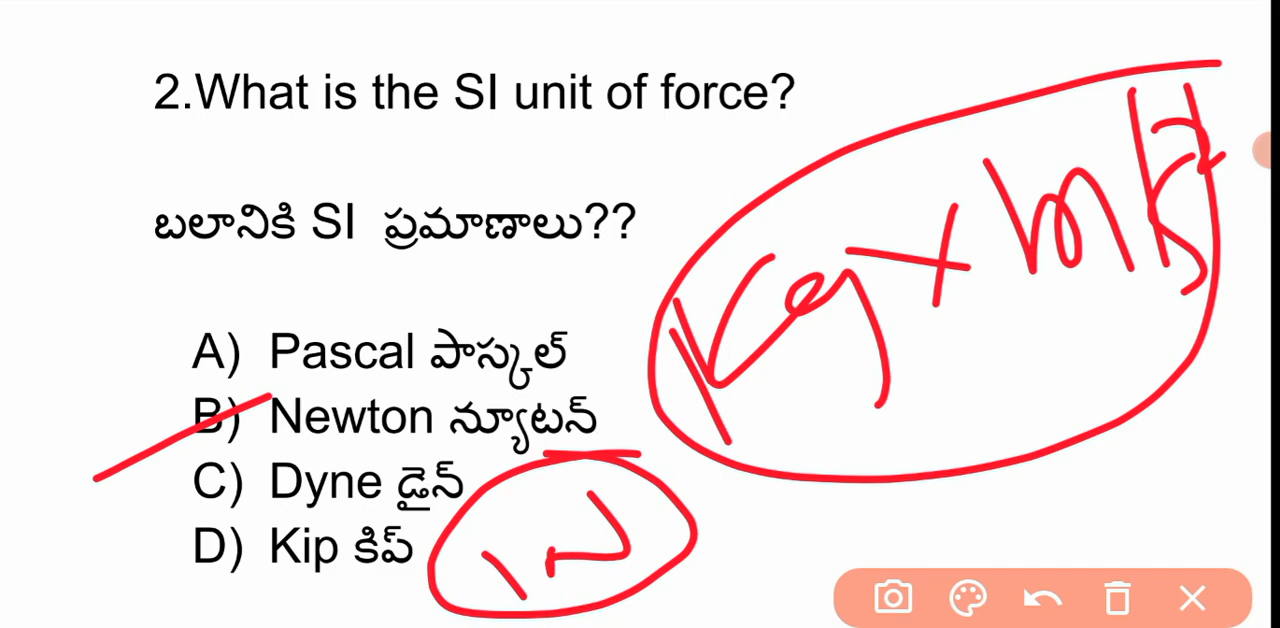 2.What is the SI unit of force?
Kg x m/s2
బలానికి SI ప్రమాణాలు??
A) Pascal పాస్కల్
B) Newton న్యూటన్
C) Dyne డైన్
D) Kip కిప్
1N